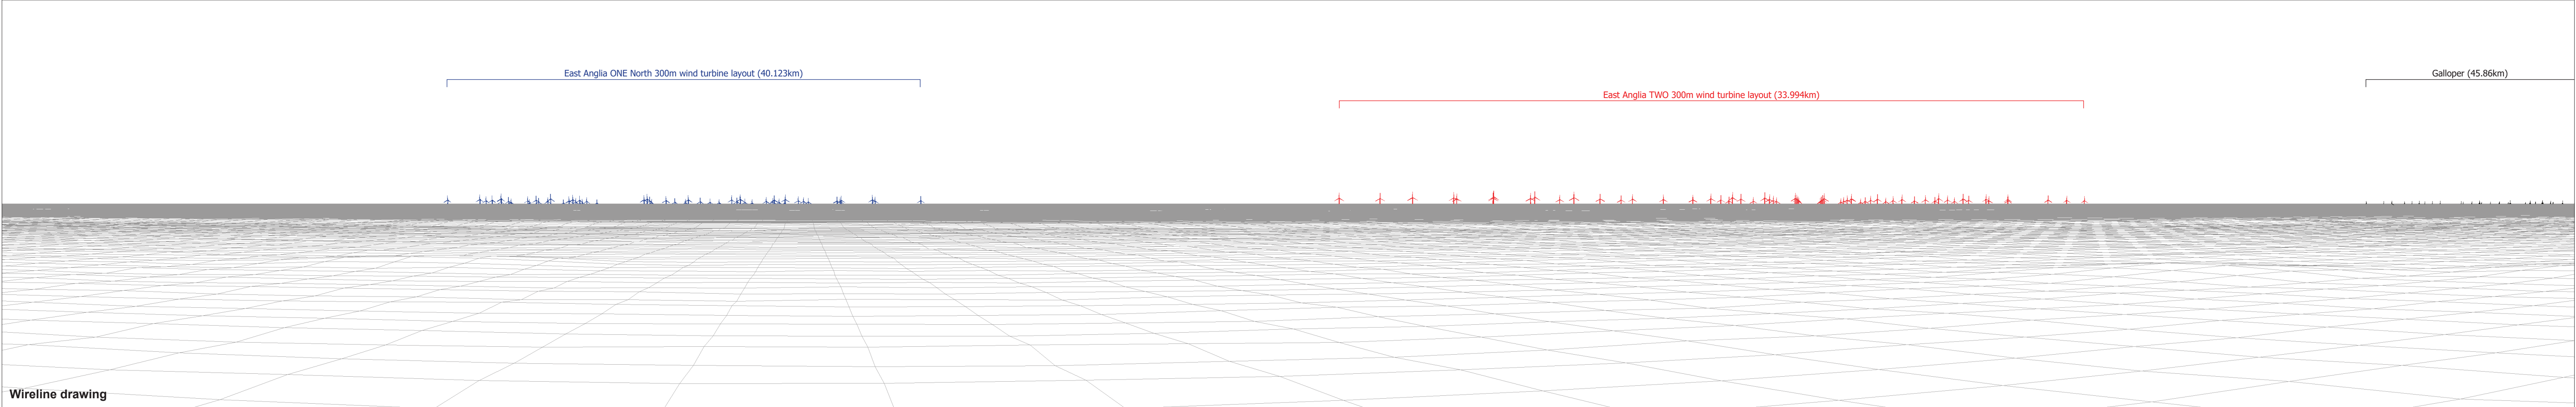 East Anglia ONE North 300m wind turbine layout (40.123km)
Galloper (45.86km)
East Anglia TWO 300m wind turbine layout (33.994km)
Wireline drawing